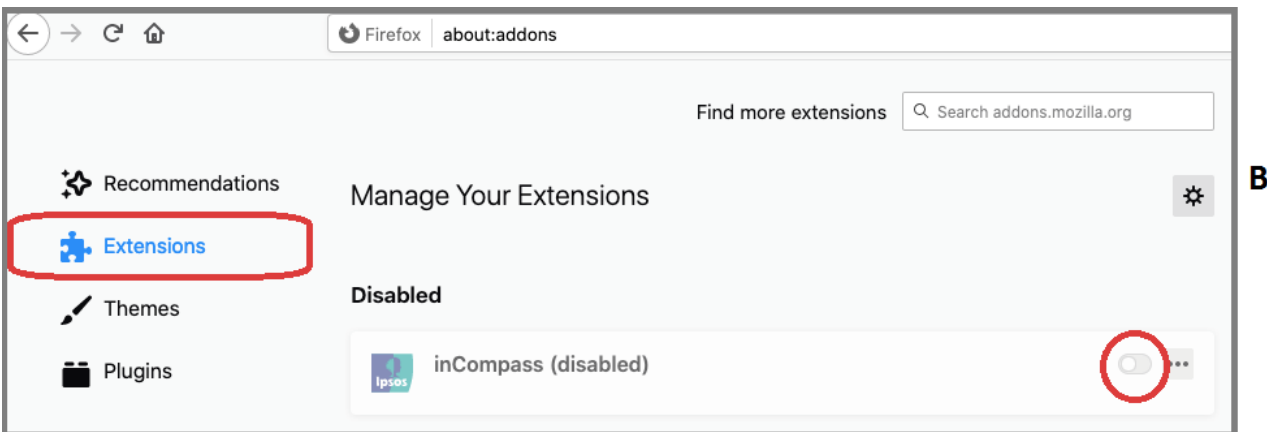 Firefox about:addons
Find more extensions Search addons.mozilla.org
Recommendations
Manage Your Extensions
B
Extensions
Disabled
Themes
inCompass (disabled)
Ipsos
Plugins